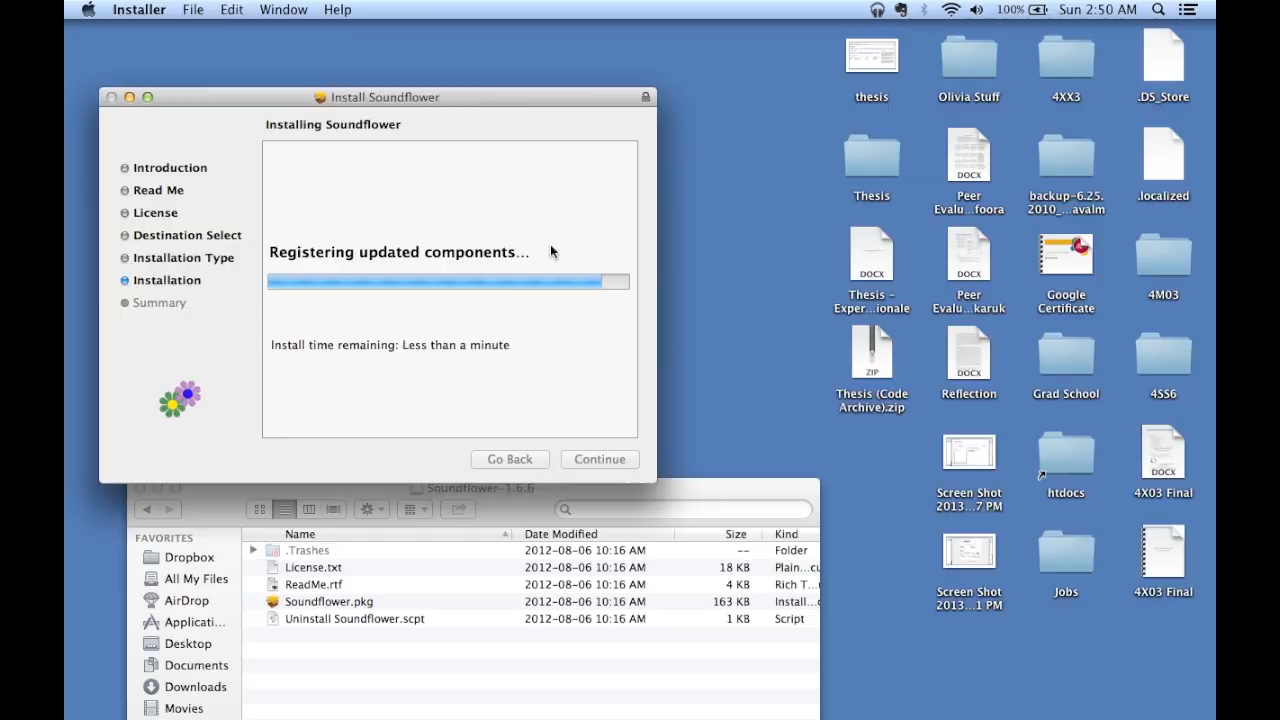 Installer File Edit Window Help 100% Sun 2:50 AM
Install Soundflower
Installing Soundflower
Introduction
Read Me
License
Destination Select
Installation Type
Installation
Summary
Registering updated components...
Install time remaining: Less than a minute
Go Back Continue
Soundflower-1.6.6
Name Date Modified Size Kind
.Trashes 2012-08-06 10:16 AM -- Folder
License.txt 2012-08-06 10:16 AM 18 KB Plain...cu
ReadMe.rtf 2012-08-06 10:16 AM 4 KB Rich T...
Soundflower.pkg 2012-08-06 10:16 AM 163 KB Install...c
Uninstall Soundflower.scpt 2012-08-06 10:16 AM 1 KB Script
FAVORITES
Dropbox
All My Files
AirDrop
Applicati...
Desktop
Documents
Downloads
Movies
thesis
Olivia Stuff
4XX3
.DS_Store
Thesis
DOCX
Peer
Evalu...foora
backup-6.25.
2010_...avalm
.localized
DOCX
Thesis -
Exper...ionale
DOCX
Peer
Evalu...karuk
Google
Certificate
4M03
ZIP
Thesis (Code
Archive).zip
DOCX
Reflection
Grad School
4SS6
Screen Shot
2013...7 PM
htdocs
DOCX
4X03 Final
Screen Shot
2013...1 PM
Jobs
4X03 Final